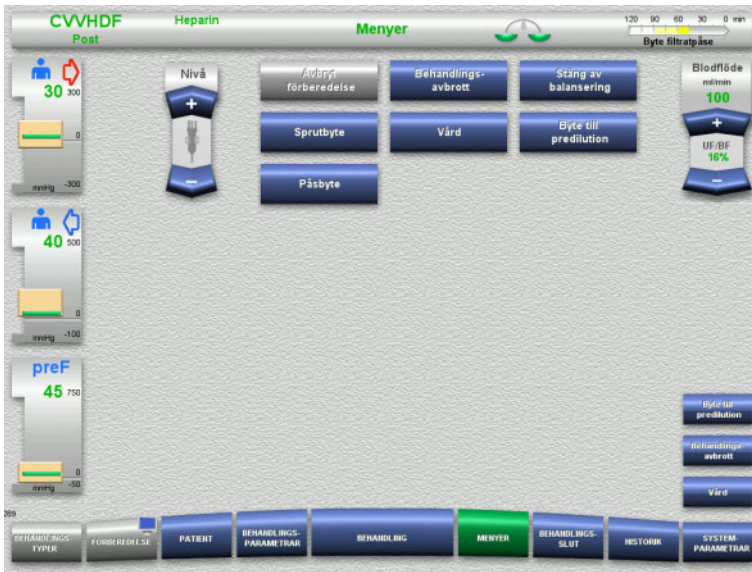 CVVHDF
Post
Heparin
Menyer
120 90 60 30 0 min
Byte filtratpåse
30
300
0
mmHg -300
40
500
0
mmHg -100
preF
45
750
0
mmHg -50
Nivå
+
−
Avbryt
förberedelse
Behandlings-
avbrott
Stäng av
balansering
Sprutbyte
Vård
Byte till
predilution
Påsbyte
Blodflöde
ml/min
100
+
UF/BF
16%
−
Byte till
predilution
Behandlings-
avbrott
Vård
289
BEHANDLINGS-
TYPER
FÖRBEREDELSE
PATIENT
BEHANDLINGS-
PARAMETRAR
BEHANDLING
MENYER
BEHANDLINGS-
SLUT
HISTORIK
SYSTEM-
PARAMETRAR